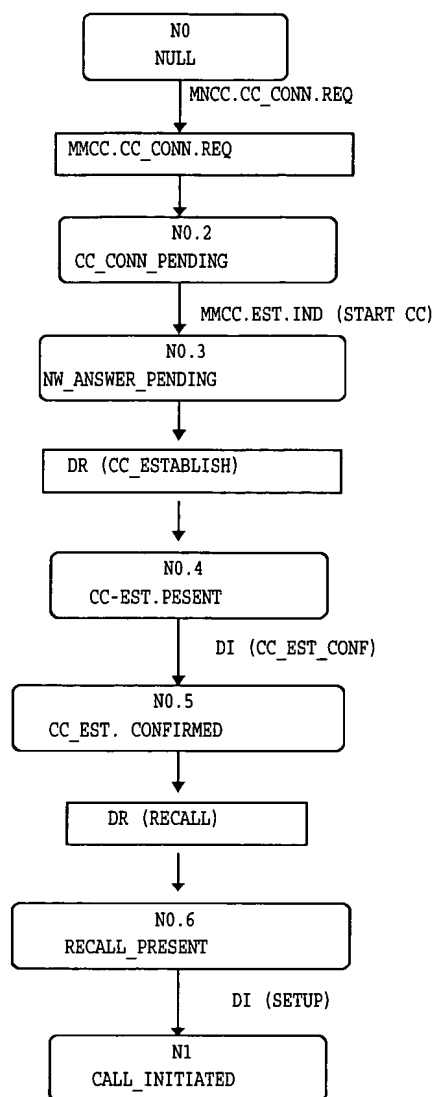 N0
NULL
MNCC.CC_CONN.REQ
MMCC.CC_CONN.REQ
N0.2
CC_CONN_PENDING
MMCC.EST.IND (START CC)
N0.3
NW_ANSWER_PENDING
DR (CC_ESTABLISH)
N0.4
CC-EST.PESENT
DI (CC_EST_CONF)
N0.5
CC_EST. CONFIRMED
DR (RECALL)
N0.6
RECALL_PRESENT
DI (SETUP)
N1
CALL_INITIATED